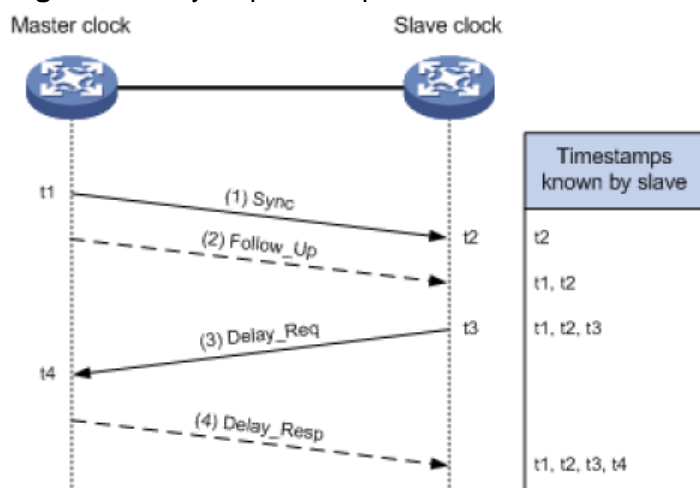 Master clock
Slave clock
Timestamps
known by slave
t1
(1) Sync
t2
t2
(2) Follow_Up
t1, t2
(3) Delay_Req
t3
t1, t2, t3
t4
(4) Delay_Resp
t1, t2, t3, t4